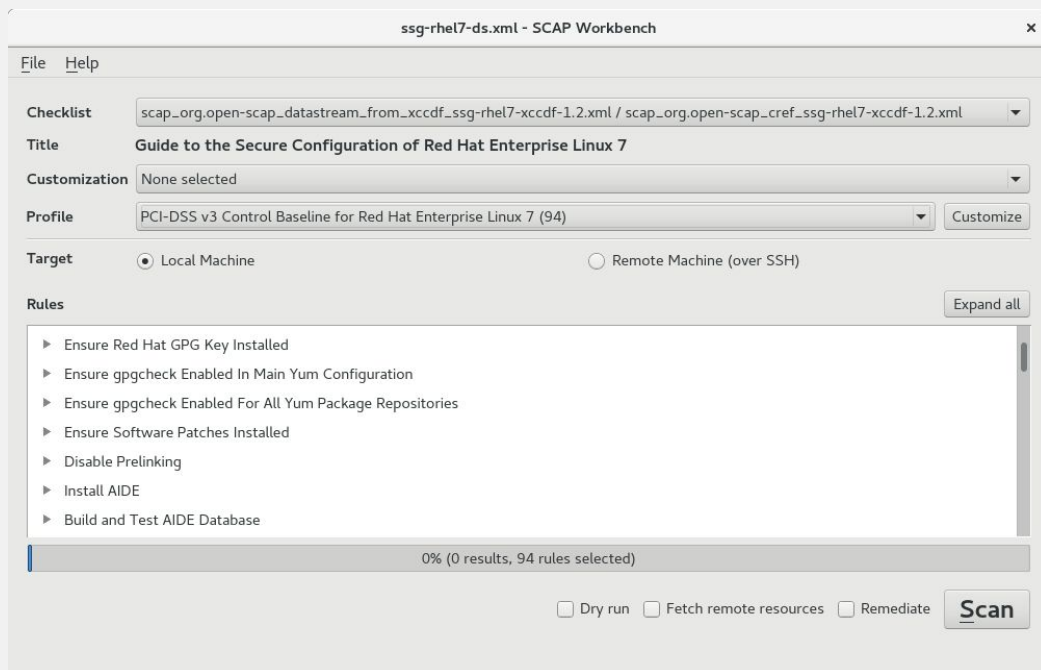 ssg-rhel7-ds.xml - SCAP Workbench ×
File Help
Checklist scap_org.open-scap_datastream_from_xccdf_ssg-rhel7-xccdf-1.2.xml / scap_org.open-scap_cref_ssg-rhel7-xccdf-1.2.xml
Title Guide to the Secure Configuration of Red Hat Enterprise Linux 7
Customization None selected
Profile PCI-DSS v3 Control Baseline for Red Hat Enterprise Linux 7 (94) Customize
Target Local Machine Remote Machine (over SSH)
Rules Expand all
Ensure Red Hat GPG Key Installed
Ensure gpgcheck Enabled In Main Yum Configuration
Ensure gpgcheck Enabled For All Yum Package Repositories
Ensure Software Patches Installed
Disable Prelinking
Install AIDE
Build and Test AIDE Database
0% (0 results, 94 rules selected)
Dry run Fetch remote resources Remediate Scan